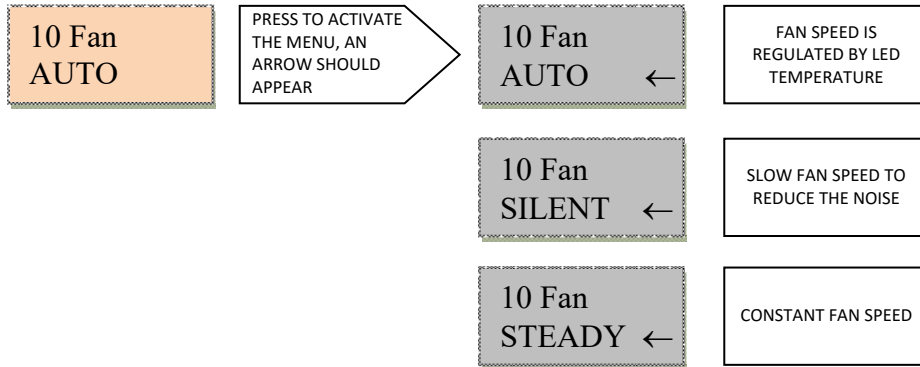 10 Fan
AUTO
PRESS TO ACTIVATE
THE MENU, AN
ARROW SHOULD
APPEAR
10 Fan
AUTO ←
FAN SPEED IS
REGULATED BY LED
TEMPERATURE
10 Fan
SILENT ←
SLOW FAN SPEED TO
REDUCE THE NOISE
10 Fan
STEADY ←
CONSTANT FAN SPEED